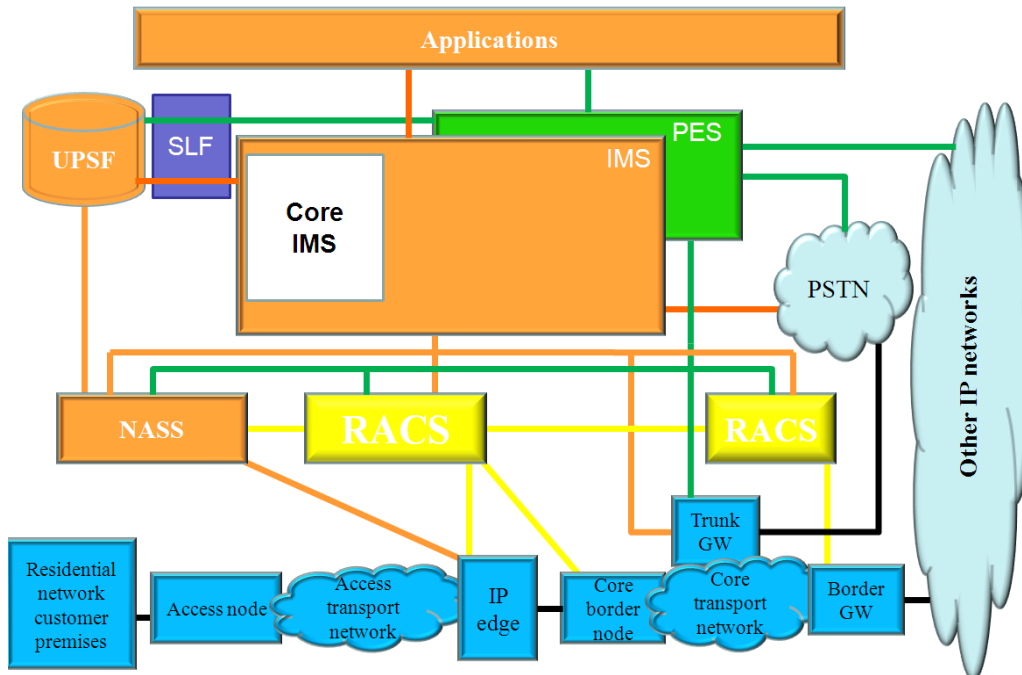 Applications
UPSF
SLF
PES
IMS
Core
IMS
PSTN
Other IP networks
NASS
RACS
RACS
Trunk
GW
Residential
network
customer
premises
Access node
Access
transport
network
IP
edge
Core
border
node
Core
transport
network
Border
GW